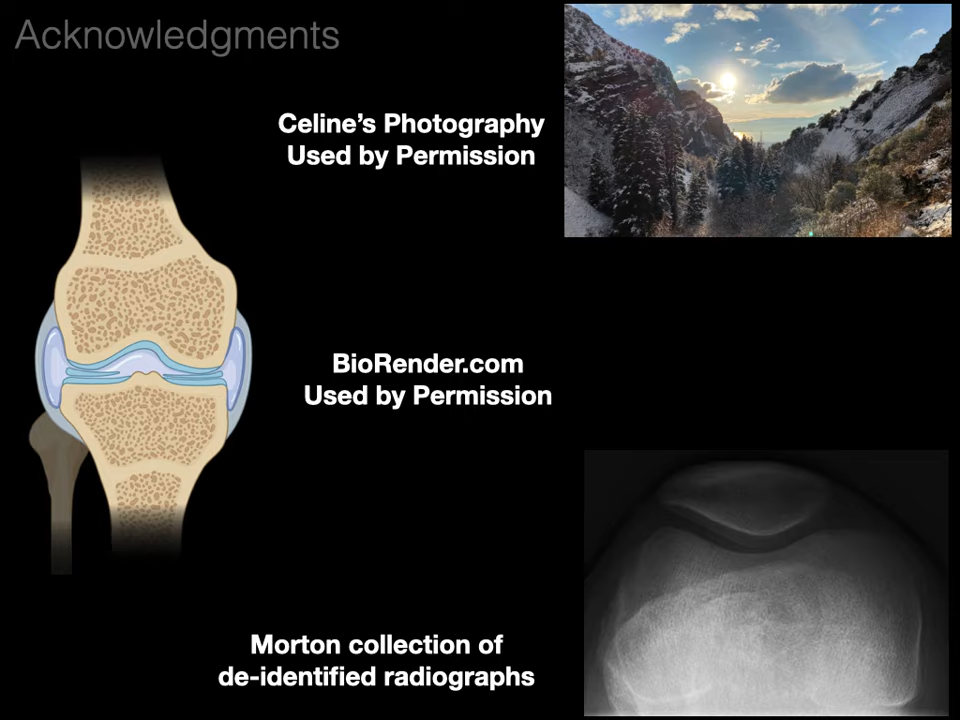 Acknowledgments
Celine’s Photography
Used by Permission
BioRender.com
Used by Permission
Morton collection of
de-identified radiographs